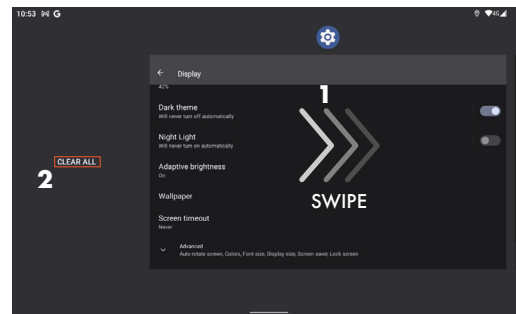 10:53 G
4G
Display
42%
1
Dark theme
Will never turn off automatically
Night Light
Will never turn on automatically
CLEAR ALL
2
Adaptive brightness
On
Wallpaper
SWIPE
Screen timeout
Never
Advanced
Auto-rotate screen, Colors, Font size, Display size, Screen saver, Lock screen